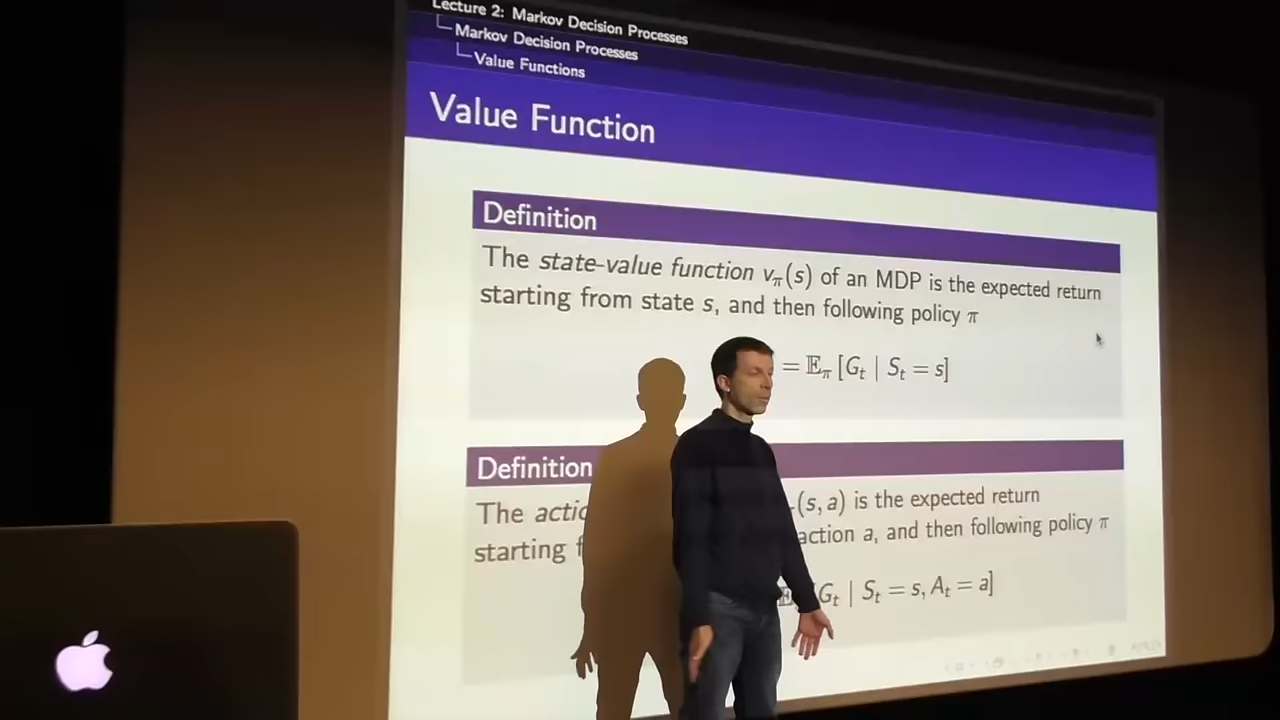 Lecture 2: Markov Decision Processes
Markov Decision Processes
Value Functions
Value Function
Definition
The state-value function vπ(s) of an MDP is the expected return
starting from state s, and then following policy π
= 𝔼π [Gt | St = s]
Definition
The (s, a) is the expected return
starting action a, and then following policy π
Gt | St = s, At = a]